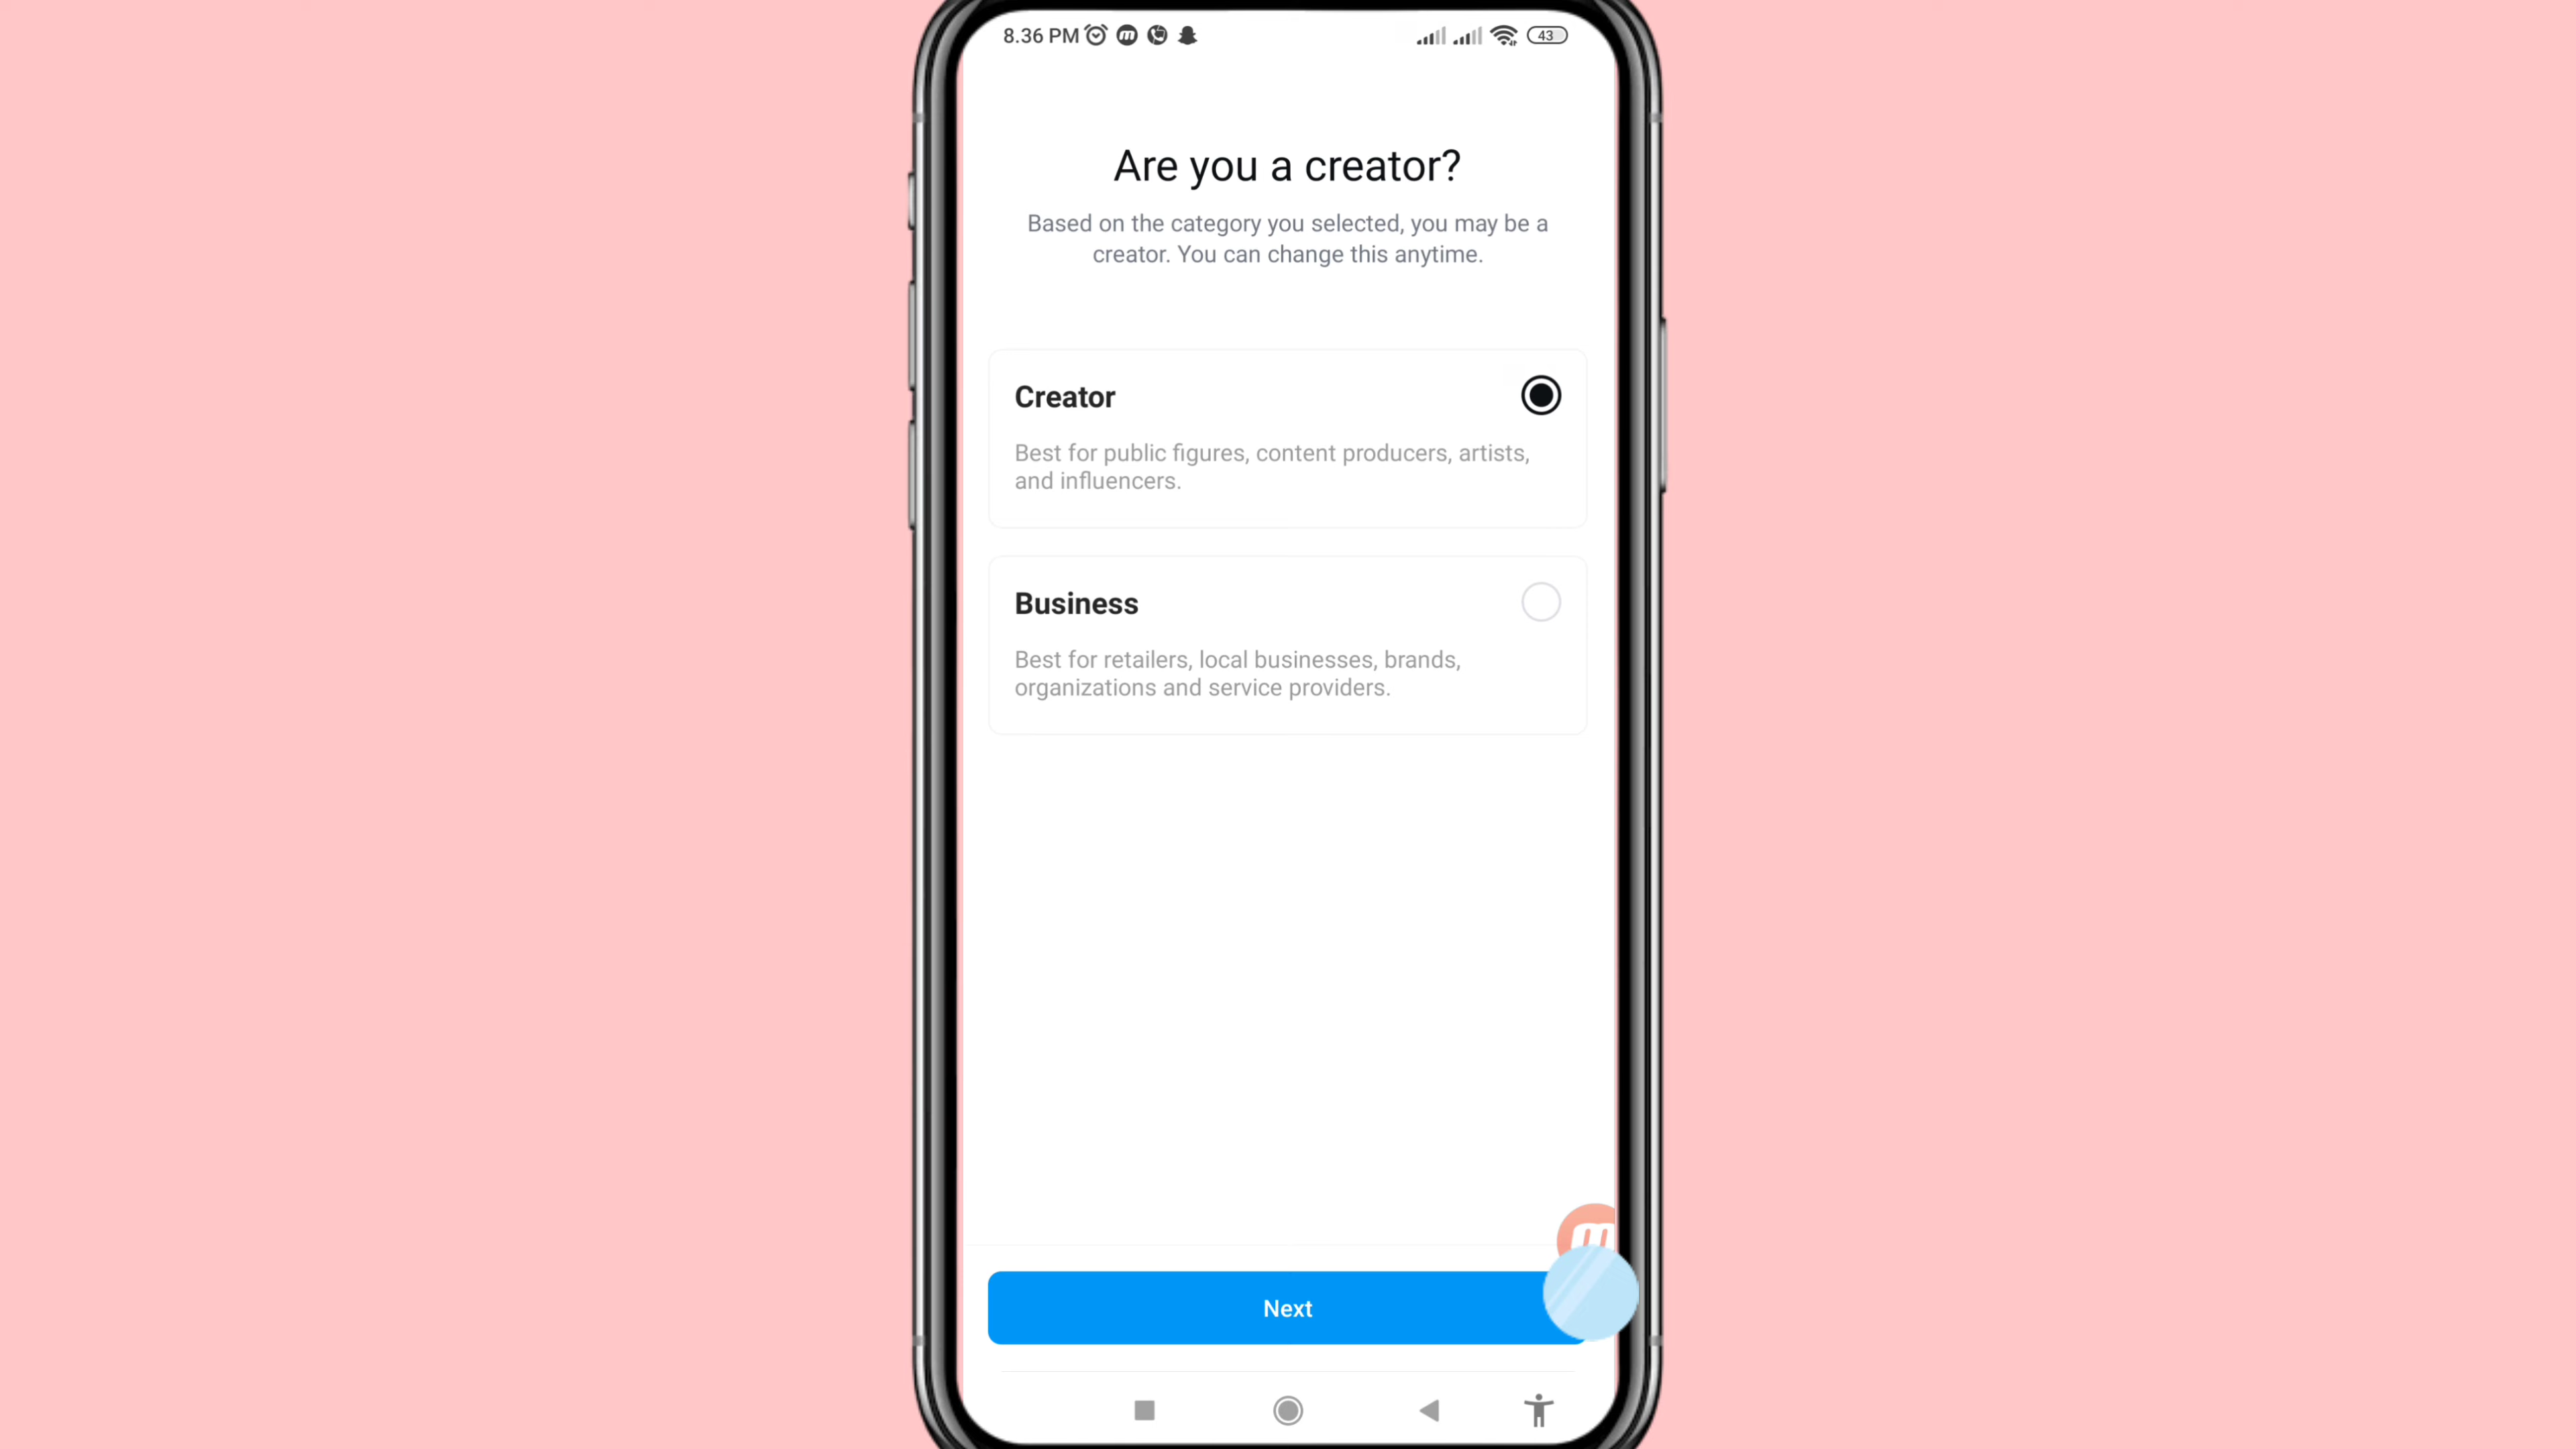 8.36 PM
43
Are you a creator?
Based on the category you selected, you may be a
creator. You can change this anytime.
Creator
Best for public figures, content producers, artists,
and influencers.
Business
Best for retailers, local businesses, brands,
organizations and service providers.
Next